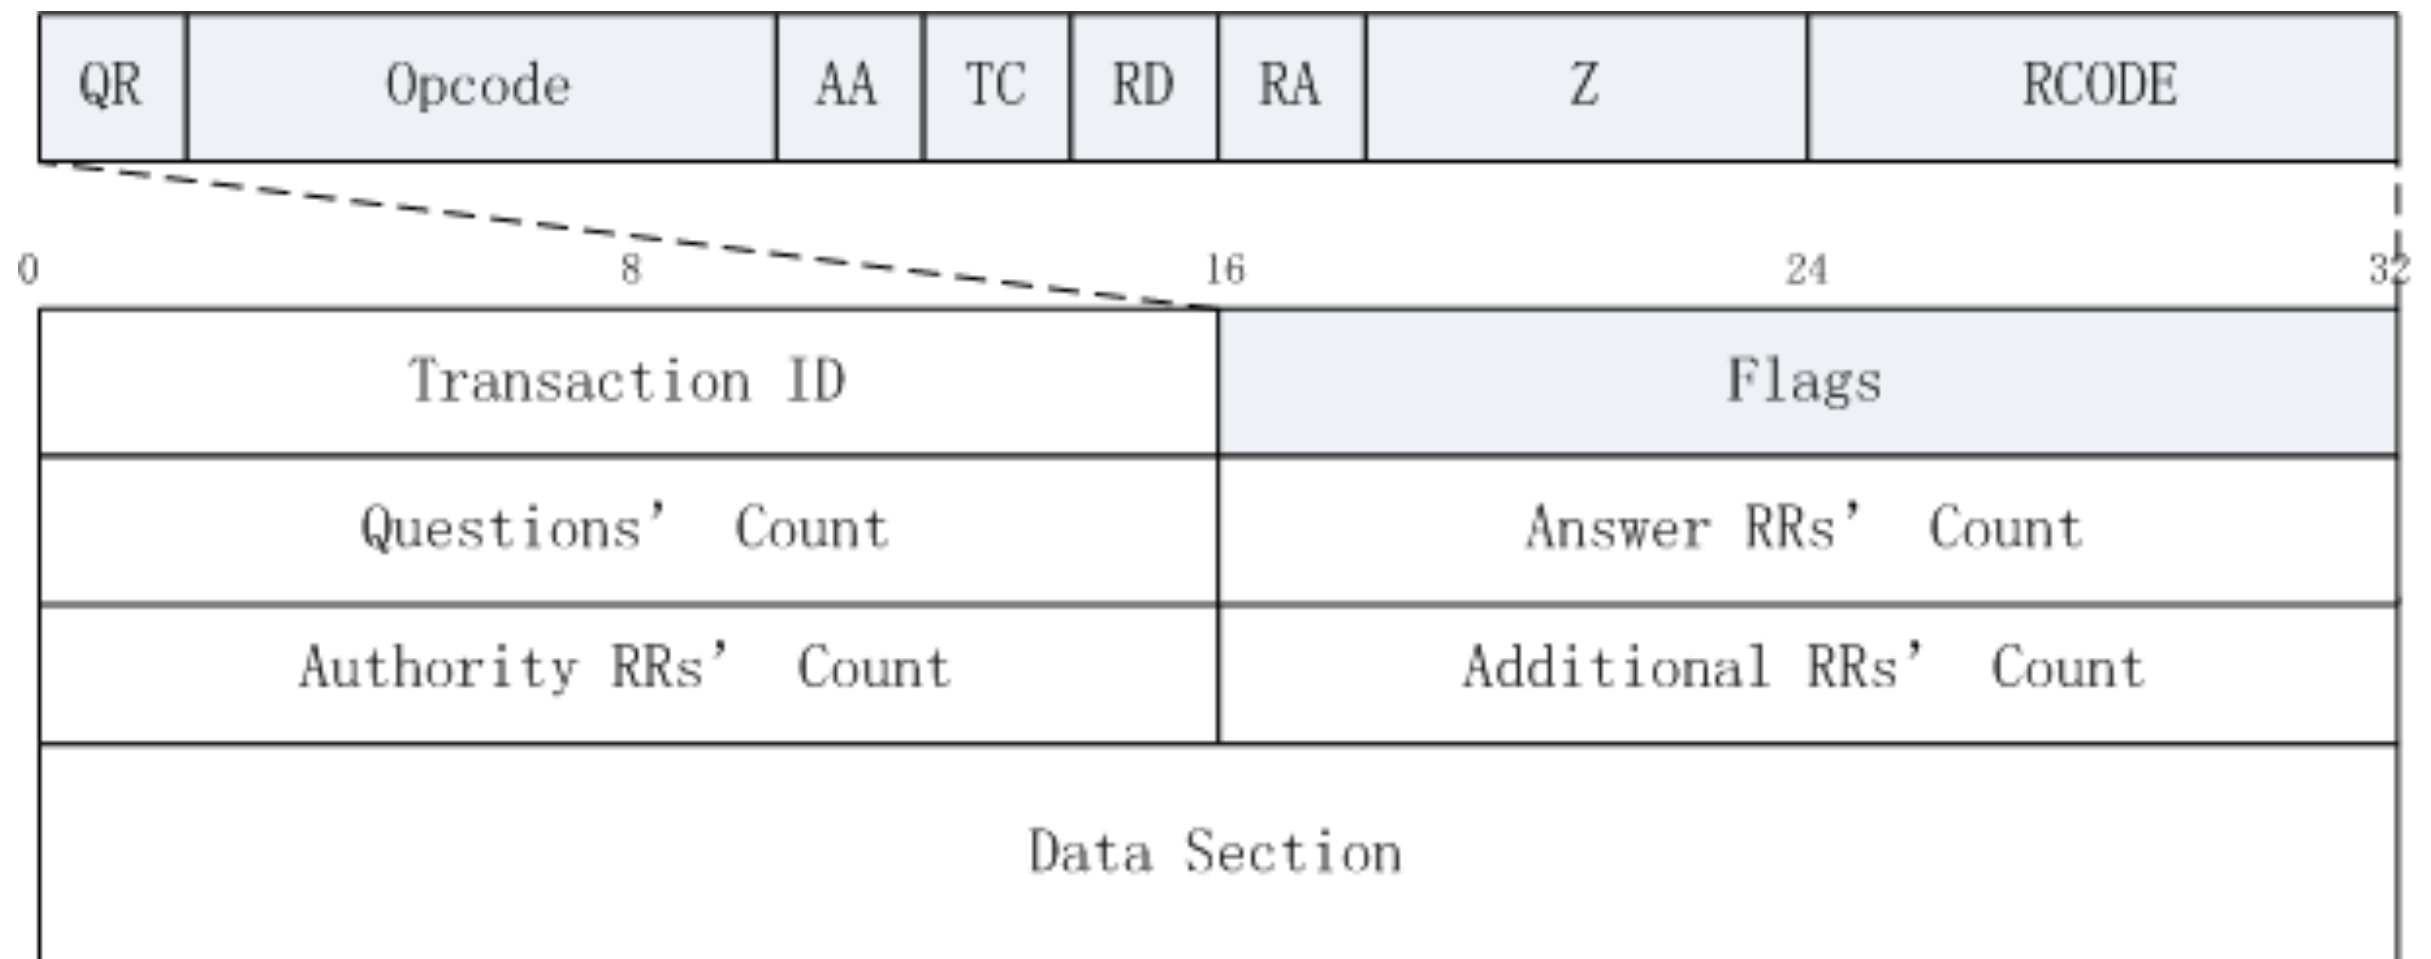 QR Opcode AA TC RD RA Z RCODE
0 8 16 24 32
Transaction ID Flags
Questions’ Count Answer RRs’ Count
Authority RRs’ Count Additional RRs’ Count
Data Section